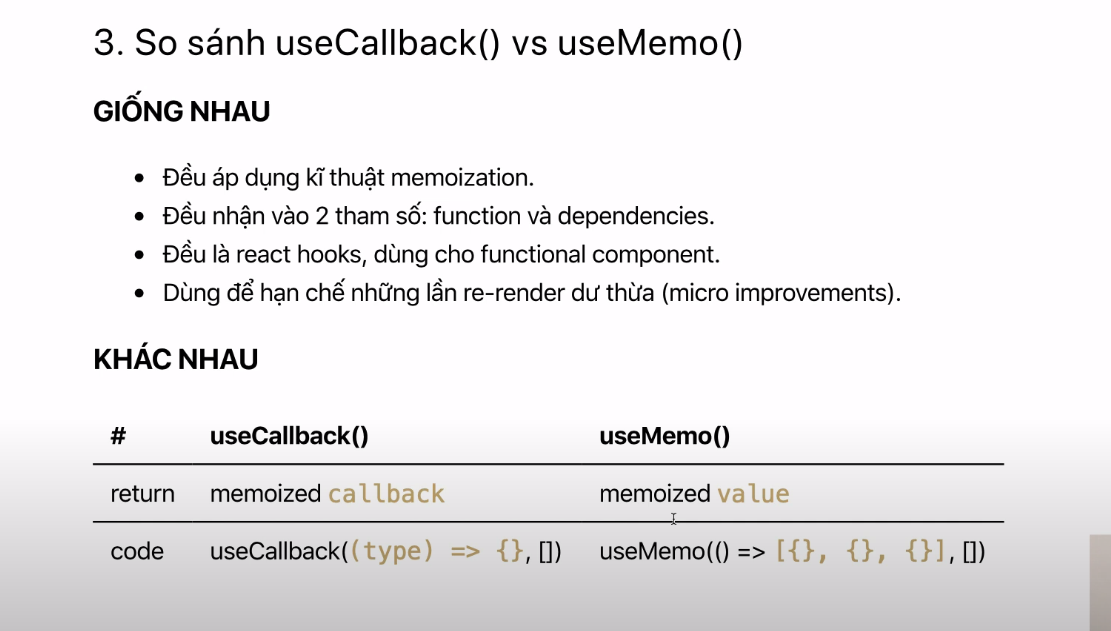 3. So sánh useCallback() vs useMemo()
GIỐNG NHAU
• Đều áp dụng kĩ thuật memoization.
• Đều nhận vào 2 tham số: function và dependencies.
• Đều là react hooks, dùng cho functional component.
• Dùng để hạn chế những lần re-render dư thừa (micro improvements).
KHÁC NHAU
# useCallback() useMemo()
return memoized callback memoized value
code useCallback((type) => {}, []) useMemo(() => [{}, {}, {}], [])